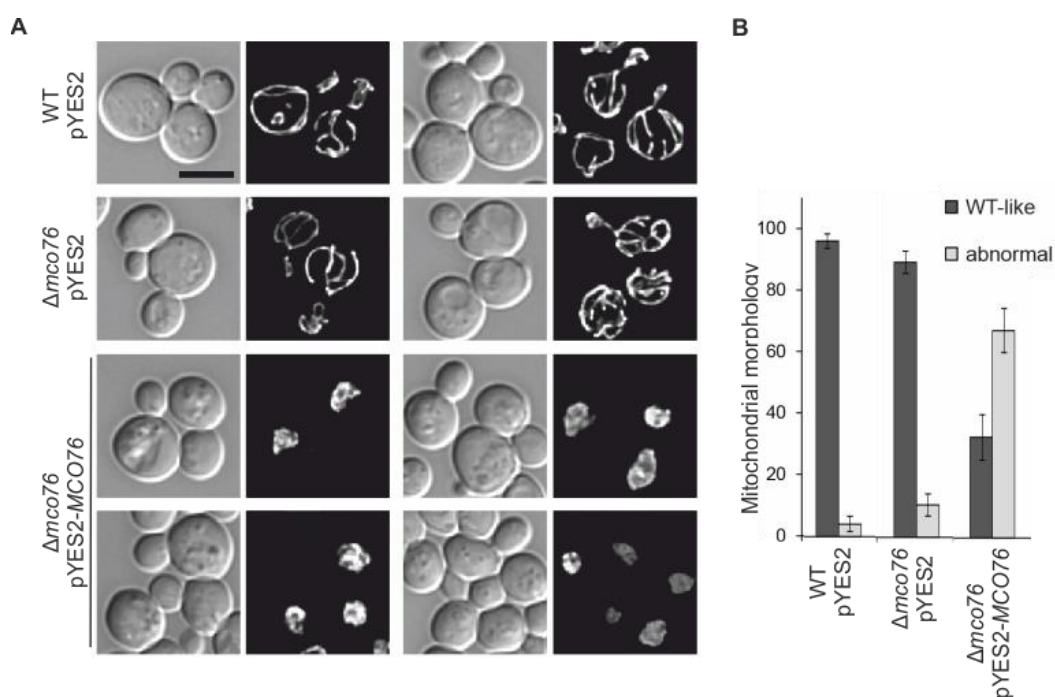 A
B
WT
pYES2
Δmco76
pYES2
Δmco76
pYES2-MCO76
Mitochondrial morphology
100
80
60
40
20
0
WT-like
abnormal
WT
pYES2
Δmco76
pYES2
Δmco76
pYES2-MCO76